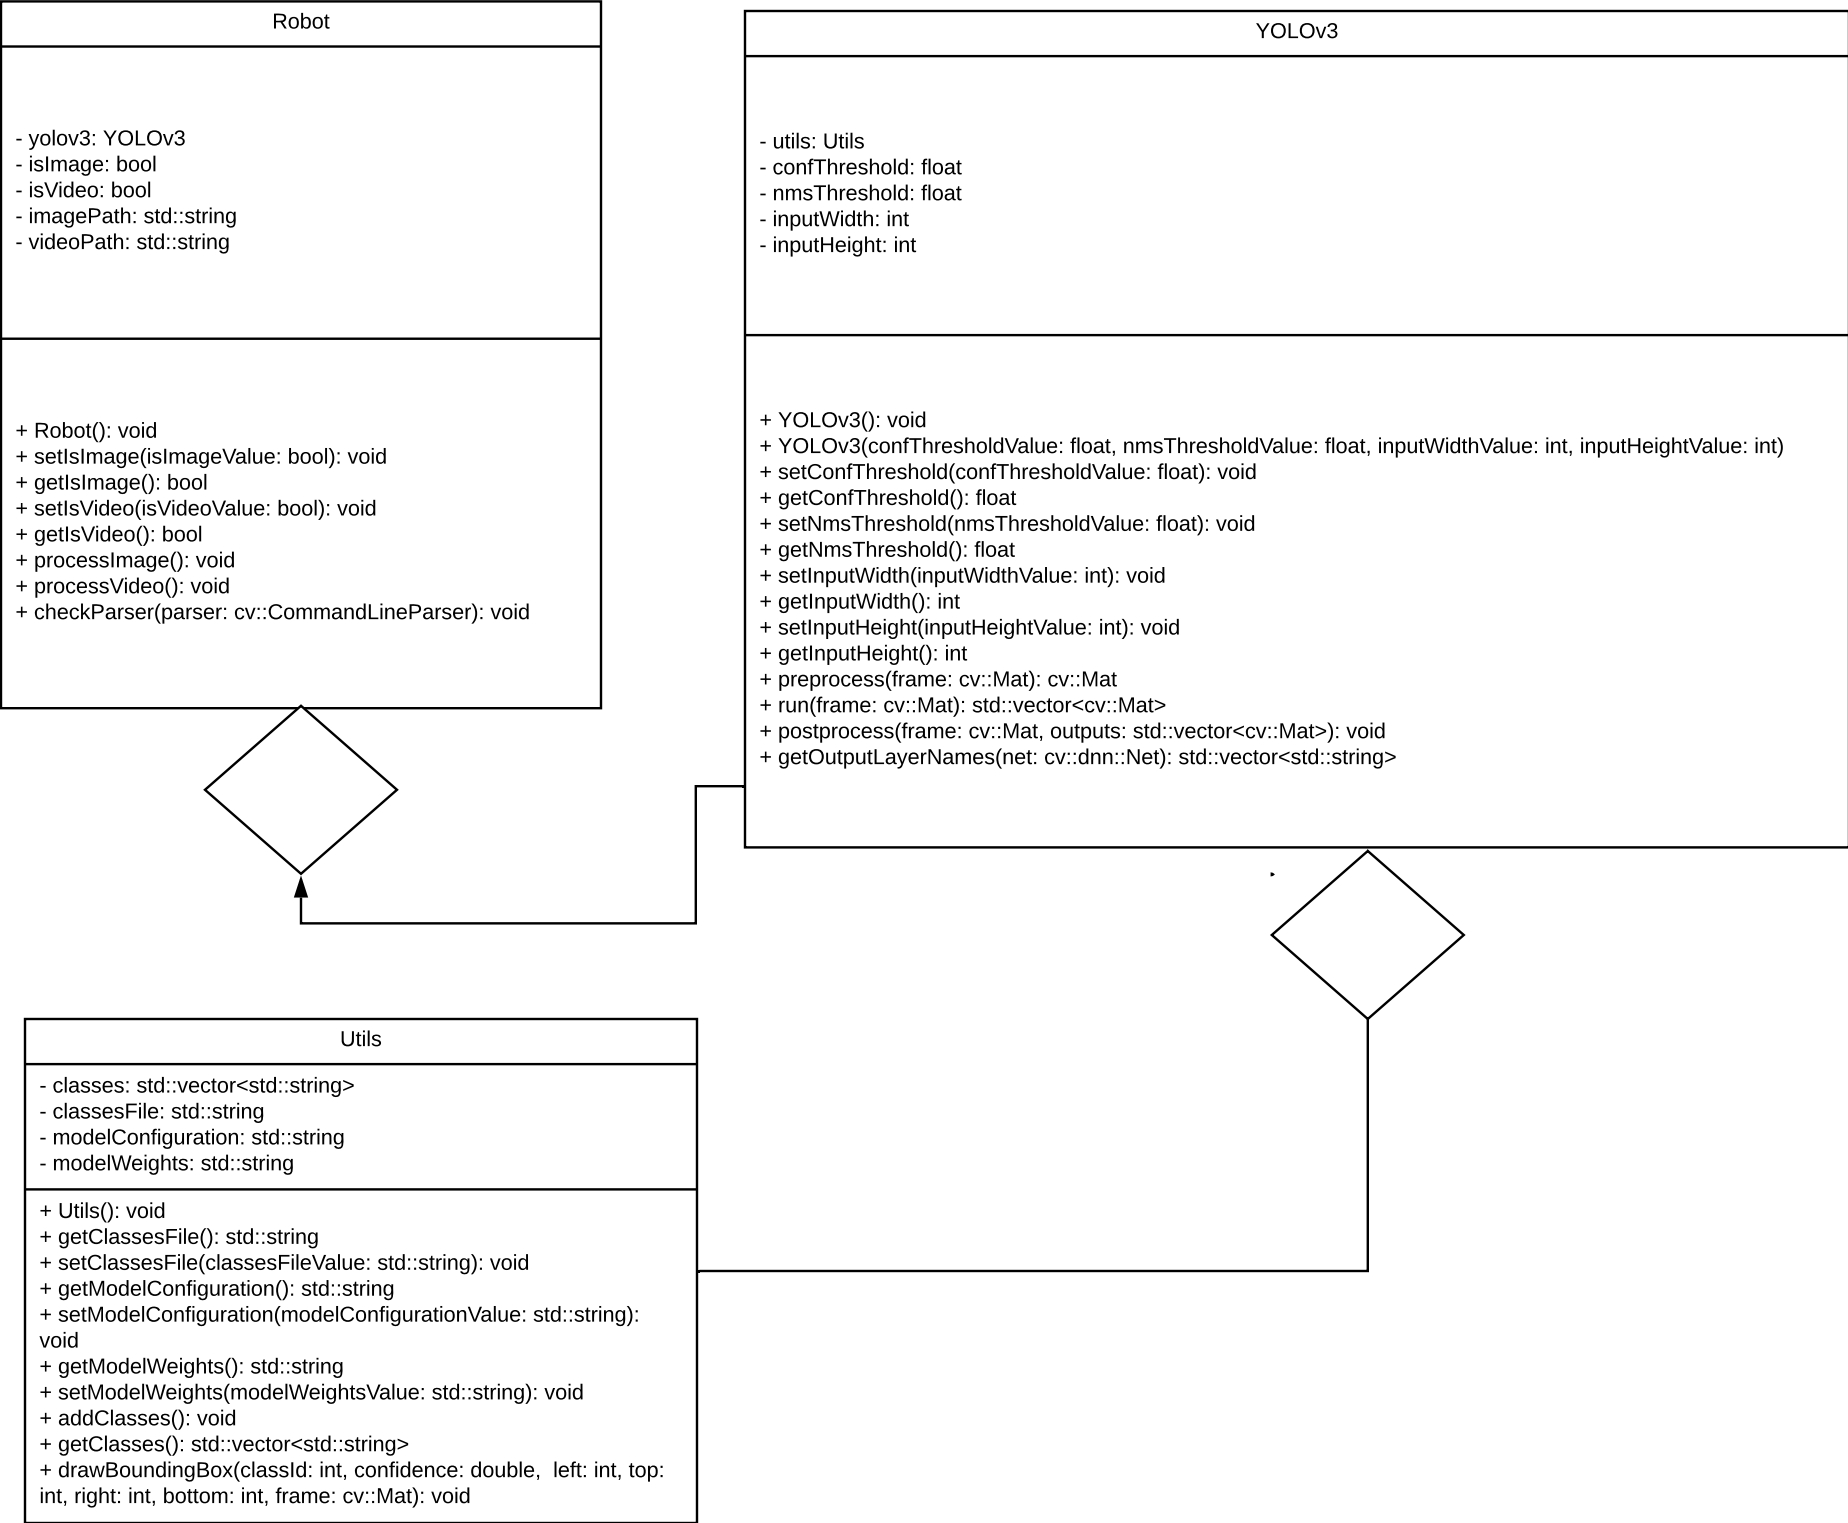 Robot
- yolov3: YOLOv3
- isImage: bool
- isVideo: bool
- imagePath: std::string
- videoPath: std::string
+ Robot(): void
+ setIsImage(isImageValue: bool): void
+ getIsImage(): bool
+ setIsVideo(isVideoValue: bool): void
+ getIsVideo(): bool
+ processImage(): void
+ processVideo(): void
+ checkParser(parser: cv::CommandLineParser): void
YOLOv3
- utils: Utils
- confThreshold: float
- nmsThreshold: float
- inputWidth: int
- inputHeight: int
+ YOLOv3(): void
+ YOLOv3(confThresholdValue: float, nmsThresholdValue: float, inputWidthValue: int, inputHeightValue: int)
+ setConfThreshold(confThresholdValue: float): void
+ getConfThreshold(): float
+ setNmsThreshold(nmsThresholdValue: float): void
+ getNmsThreshold(): float
+ setInputWidth(inputWidthValue: int): void
+ getInputWidth(): int
+ setInputHeight(inputHeightValue: int): void
+ getInputHeight(): int
+ preprocess(frame: cv::Mat): cv::Mat
+ run(frame: cv::Mat): std::vector<cv::Mat>
+ postprocess(frame: cv::Mat, outputs: std::vector<cv::Mat>): void
+ getOutputLayerNames(net: cv::dnn::Net): std::vector<std::string>
Utils
- classes: std::vector<std::string>
- classesFile: std::string
- modelConfiguration: std::string
- modelWeights: std::string
+ Utils(): void
+ getClassesFile(): std::string
+ setClassesFile(classesFileValue: std::string): void
+ getModelConfiguration(): std::string
+ setModelConfiguration(modelConfigurationValue: std::string):
void
+ getModelWeights(): std::string
+ setModelWeights(modelWeightsValue: std::string): void
+ addClasses(): void
+ getClasses(): std::vector<std::string>
+ drawBoundingBox(classId: int, confidence: double,  left: int, top:
int, right: int, bottom: int, frame: cv::Mat): void